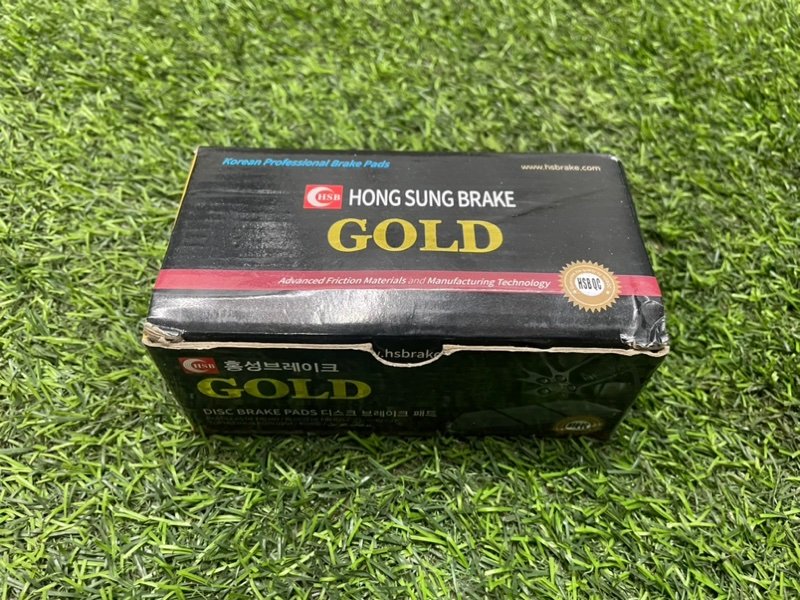 Korean Professional Brake Pads
www.hsbrake.com
HSB HONG SUNG BRAKE
GOLD
Advanced Friction Materials and Manufacturing Technology
HSB QC
.hsbrake
HSB 홍성브레이크
GOLD
DISC BRAKE PADS 디스크 브레이크 패드